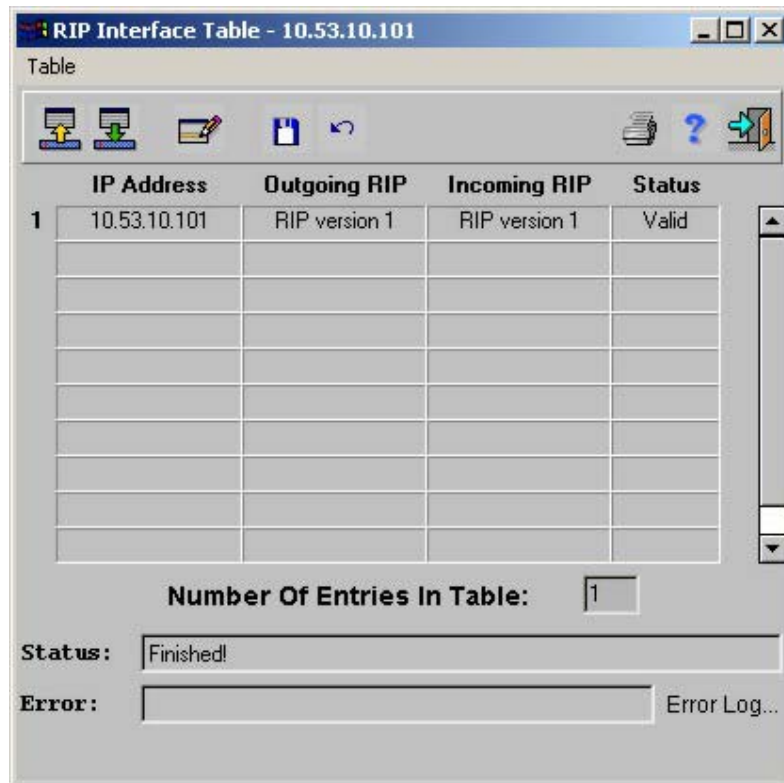 RIP Interface Table - 10.53.10.101
Table
IP Address Outgoing RIP Incoming RIP Status
1 10.53.10.101 RIP version 1 RIP version 1 Valid
Number Of Entries In Table: 1
Status: Finished!
Error: Error Log...